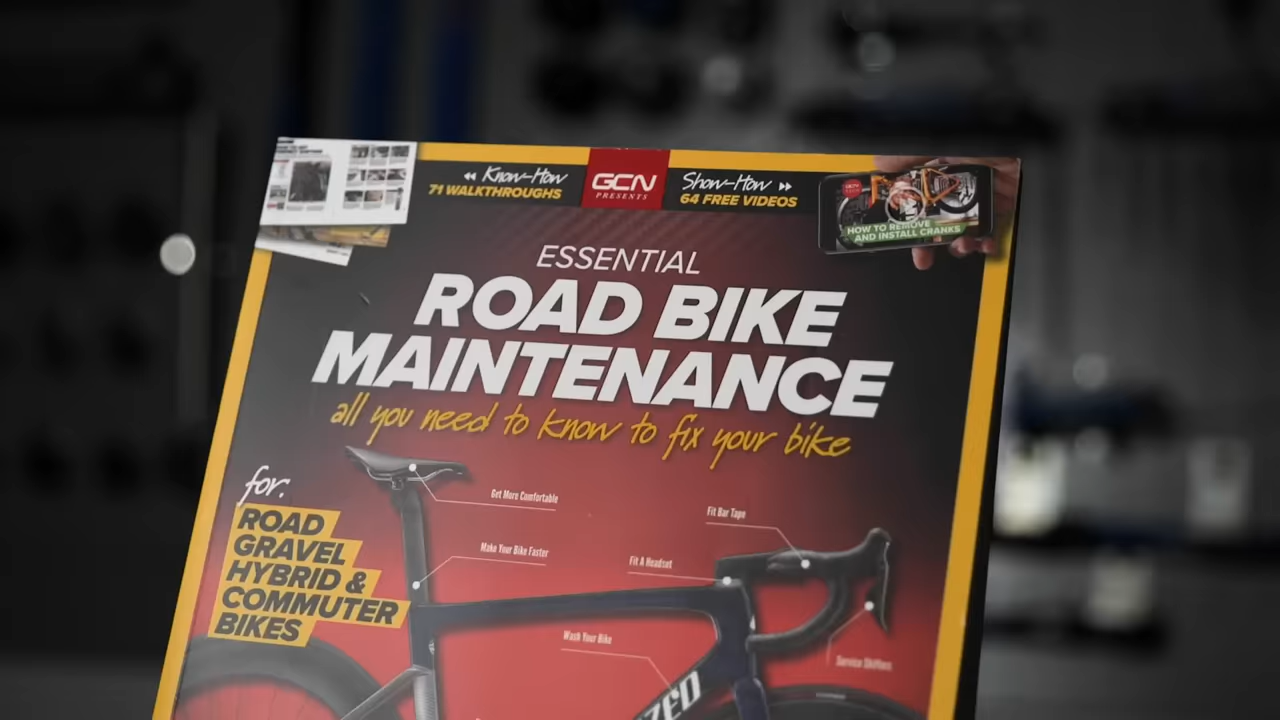 Know-How
71 WALKTHROUGHS
GCN
PRESENTS
Show-How
64 FREE VIDEOS
GCN
HOW TO REMOVE
AND INSTALL CRANKS
ESSENTIAL
ROAD BIKE
MAINTENANCE
all you need to know to fix your bike
for:
ROAD
GRAVEL
HYBRID &
COMMUTER
BIKES
Get More Comfortable
Make Your Bike Faster
Fit Bar Tape
Fit A Headset
Wash Your Bike
Service Shifters
ZED